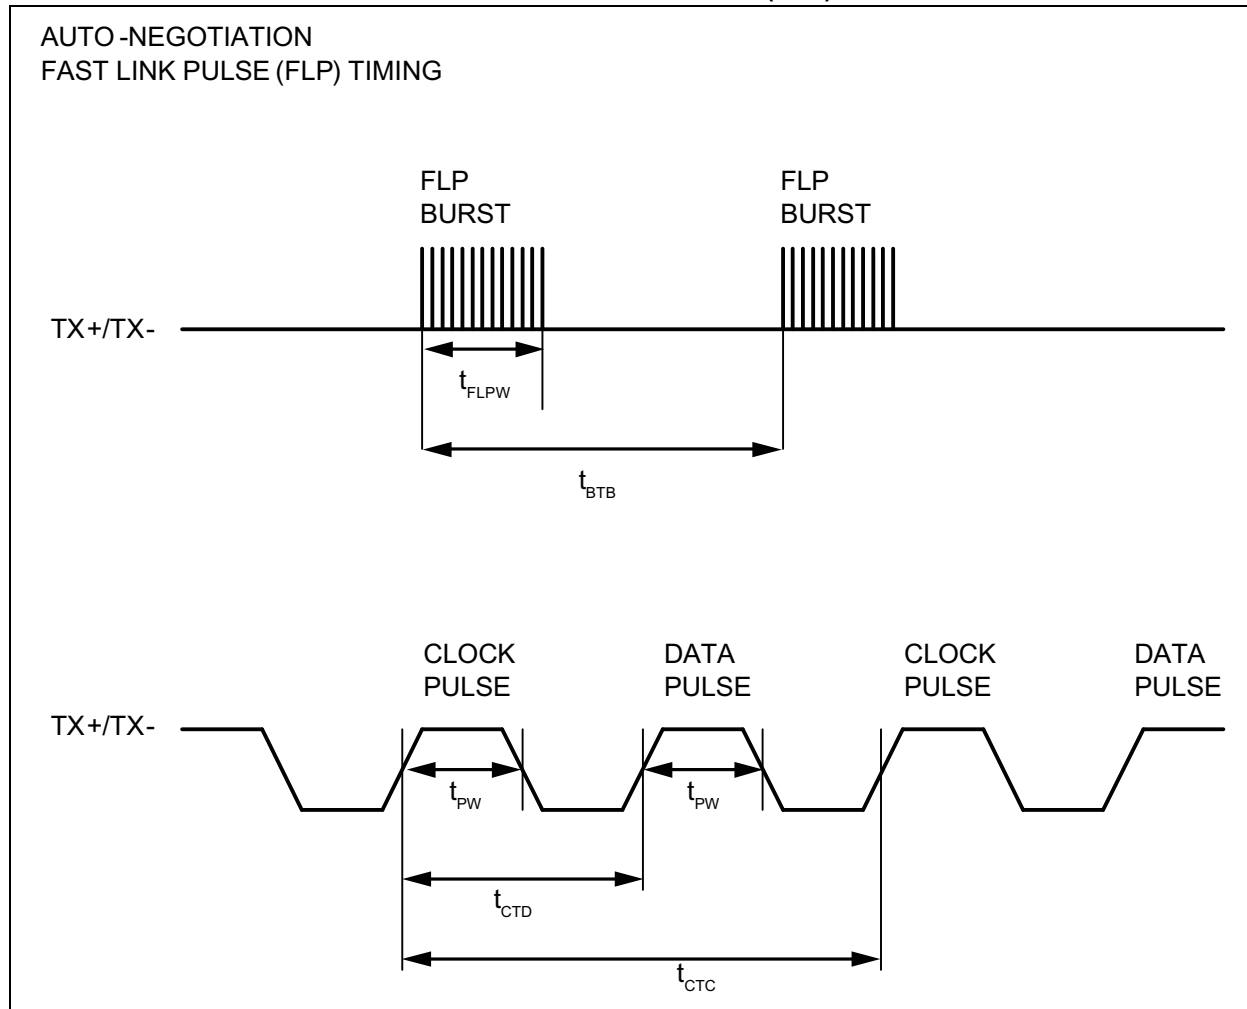 AUTO-NEGOTIATION
FAST LINK PULSE (FLP) TIMING
FLP
BURST
FLP
BURST
TX+/TX-
tFLPW
tBTB
CLOCK
PULSE
DATA
PULSE
CLOCK
PULSE
DATA
PULSE
TX+/TX-
tPW
tPW
tCTD
tCTC